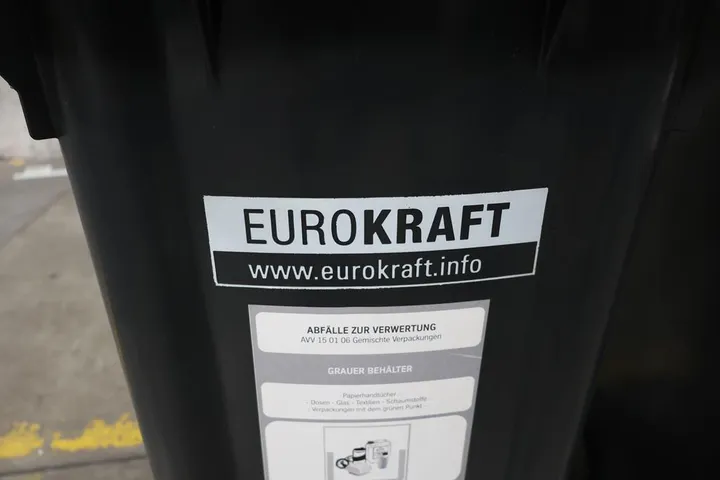 EUROKRAFT
www.eurokraft.info
ABFÄLLE ZUR VERWERTUNG
AVV 15 01 06 Gemischte Verpackungen
GRAUER BEHÄLTER
Papierhandtücher
- Dosen - Glas - Textilien - Schaumstoffe
- Verpackungen mit dem grünen Punkt -